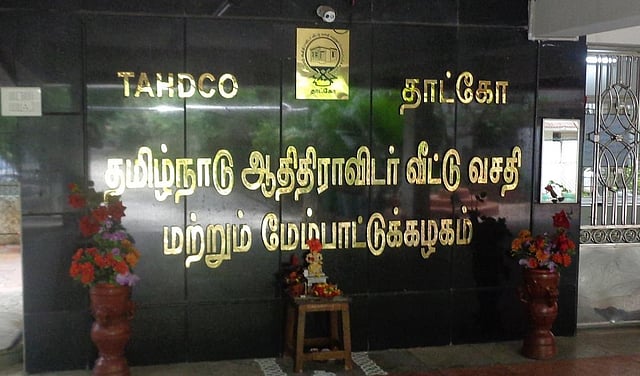 TAHDCO தாட்கோ
தாட்கோ
தமிழ்நாடு ஆதிதிராவிடர் வீட்டு வசதி
மற்றும் மேம்பாட்டுக்கழகம்